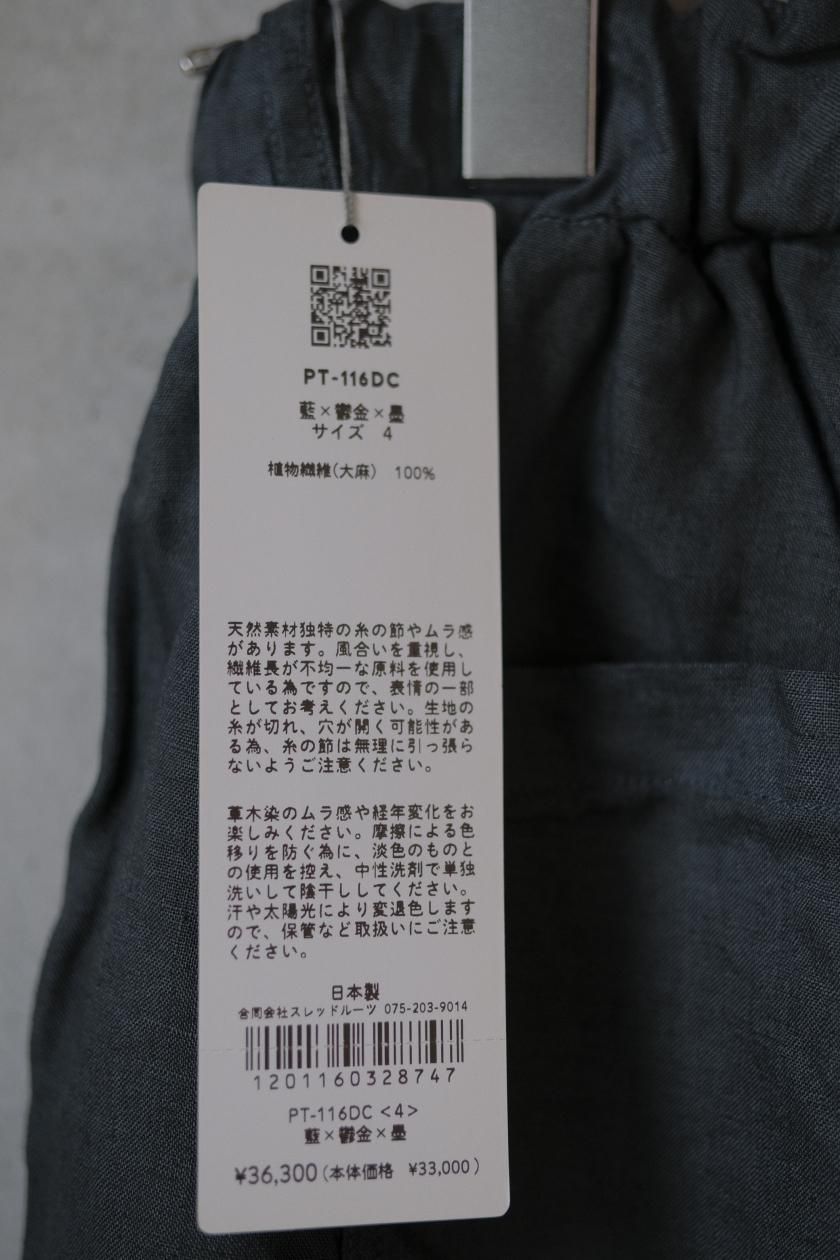 PT-116DC
藍×鬱金×墨
サイズ 4
植物繊維(大麻) 100%
天然素材独特の糸の節やムラ感
があります。風合いを重視し、
繊維長が不均一な原料を使用し
ている為ですので、表情の一部
としてお考えください。生地の
糸が切れ、穴が開く可能性があ
る為、糸の節は無理に引っ張ら
ないようご注意ください。
草木染のムラ感や経年変化をお
楽しみください。摩擦による色
移りを防ぐ為に、淡色のものと
の使用を控え、中性洗剤で単独
洗いして陰干ししてください。
汗や太陽光により変退色します
ので、保管など取扱いにご注意
ください。
日本製
合同会社スレッドルーツ 075-203-9014
1201160328747
PT-116DC <4>
藍×鬱金×墨
¥36,300(本体価格 ¥33,000)